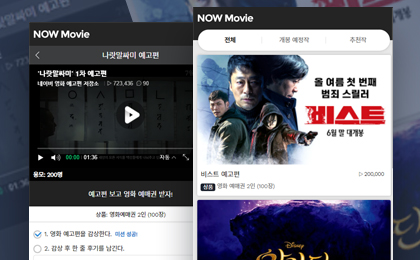 NOW Movie
나랏말싸미 예고편
'나랏말싸미' 1차 예고편
네이버 영화 예고편 저장소 ▷ 723,436 90
00:00 01:36 자동
응모: 200명
예고편 보고 영화 예매권 받자!
상품: 영화예매권 2인 (100장)
1. 영화 예고편을 감상한다. 미션 성공!
2. 감상 후 한 줄 후기를 남긴다.
NOW Movie
전체 개봉 예정작 추천작
올 여름 첫 번째
범죄 스릴러
비스트
6월 말 대개봉
비스트 예고편 ▷ 200,000
상품 영화 예매권 2인 (100장)
Disney